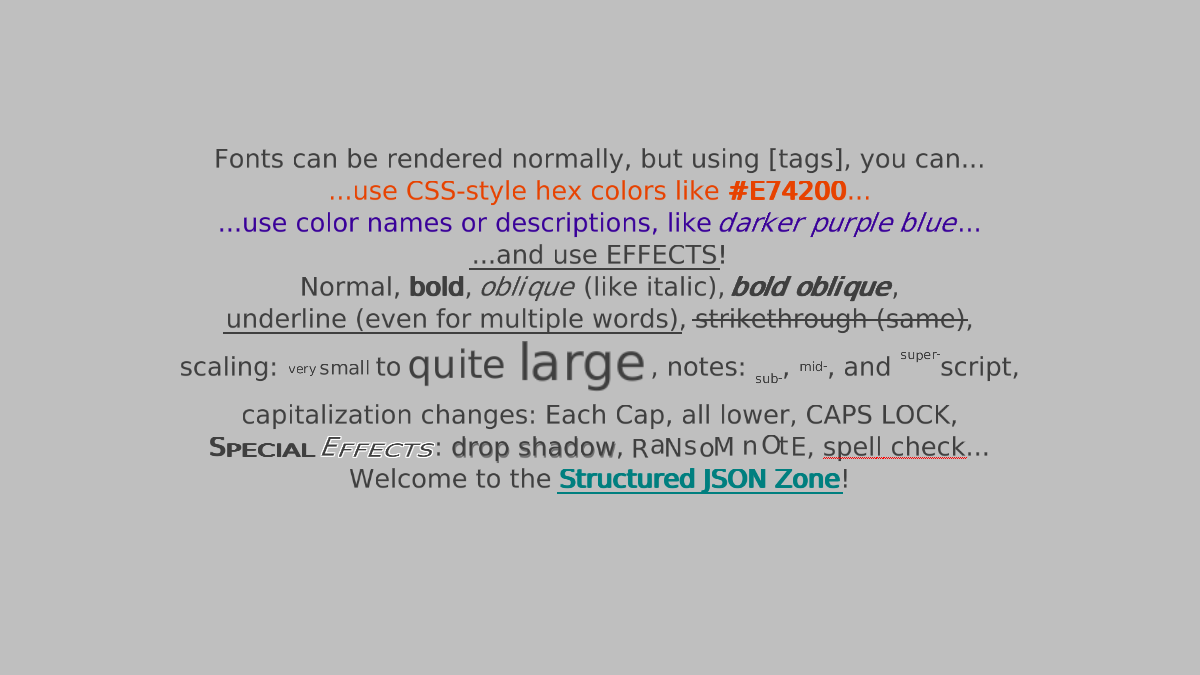 Fonts can be rendered normally, but using [tags], you can...
...use CSS-style hex colors like #E74200...
...use color names or descriptions, like darker purple blue...
...and use EFFECTS!
Normal, bold, oblique (like italic), bold oblique,
underline (even for multiple words), strikethrough (same),
scaling: very small to quite large, notes: sub-, mid-, and super-script,
capitalization changes: Each Cap, all lower, CAPS LOCK,
SPECIAL EFFECTS: drop shadow, RaNsoM nOtE, spell check...
Welcome to the Structured JSON Zone!